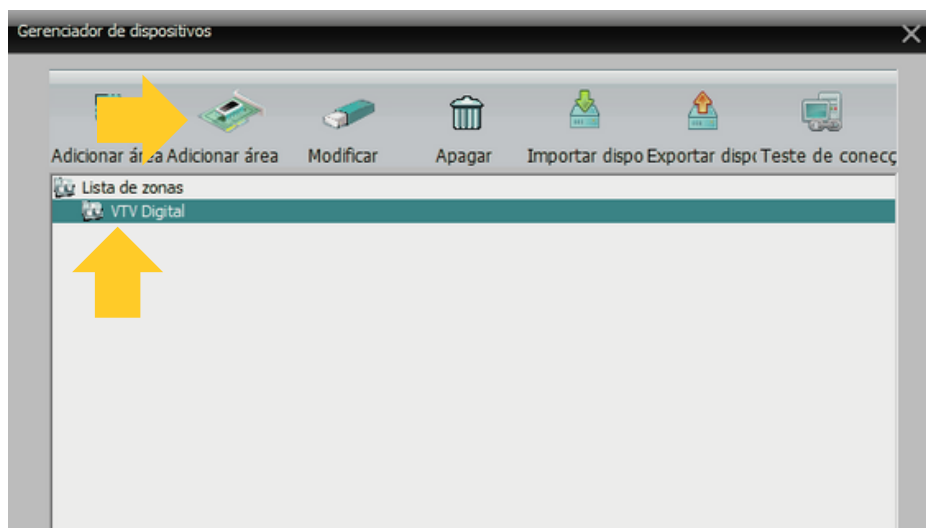 Gerenciador de dispositivos
Adicionar área Adicionar área Modificar Apagar Importar dispo Exportar dispo Teste de conecç
Lista de zonas
VTV Digital